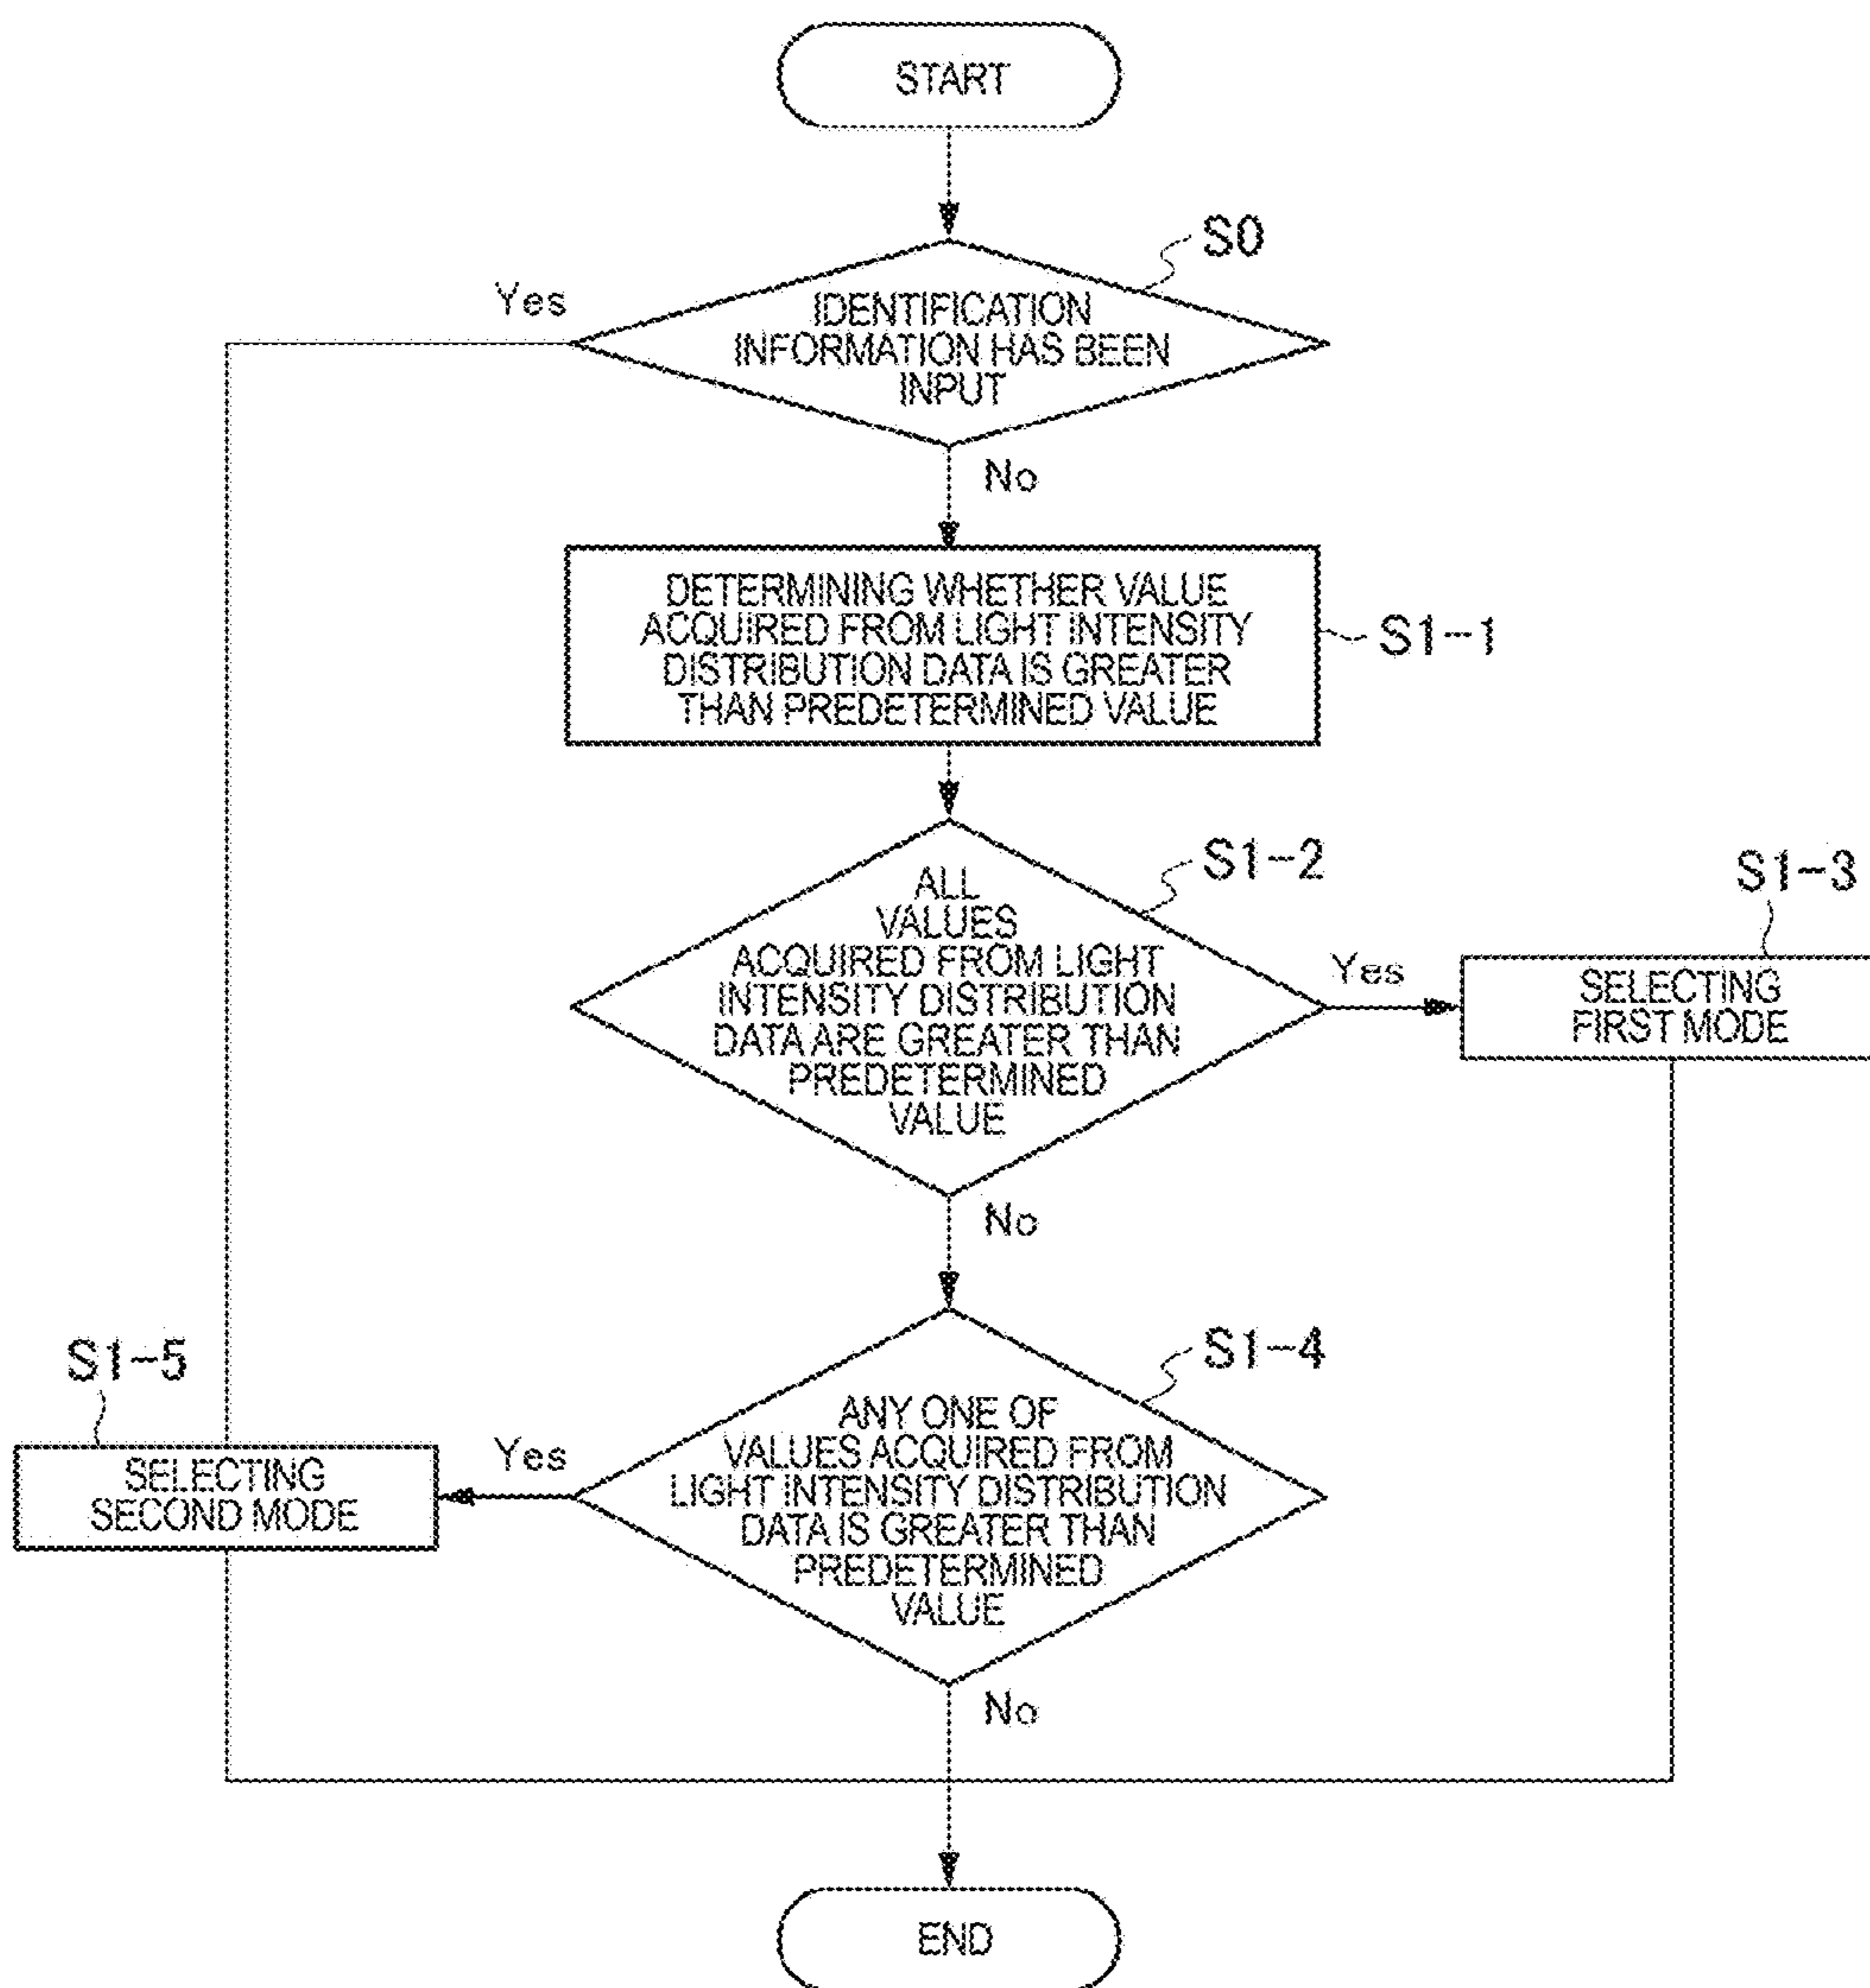 START
S0
Yes
IDENTIFICATION
INFORMATION HAS BEEN
INPUT
No
DETERMINING WHETHER VALUE
ACQUIRED FROM LIGHT INTENSITY
DISTRIBUTION DATA IS GREATER
THAN PREDETERMINED VALUE
S1-1
S1-2
ALL
VALUES
ACQUIRED FROM LIGHT
INTENSITY DISTRIBUTION
DATA ARE GREATER THAN
PREDETERMINED
VALUE
Yes
S1-3
SELECTING
FIRST MODE
No
S1-4
ANY ONE OF
VALUES ACQUIRED FROM
LIGHT INTENSITY DISTRIBUTION
DATA IS GREATER THAN
PREDETERMINED
VALUE
Yes
S1-5
SELECTING
SECOND MODE
No
END